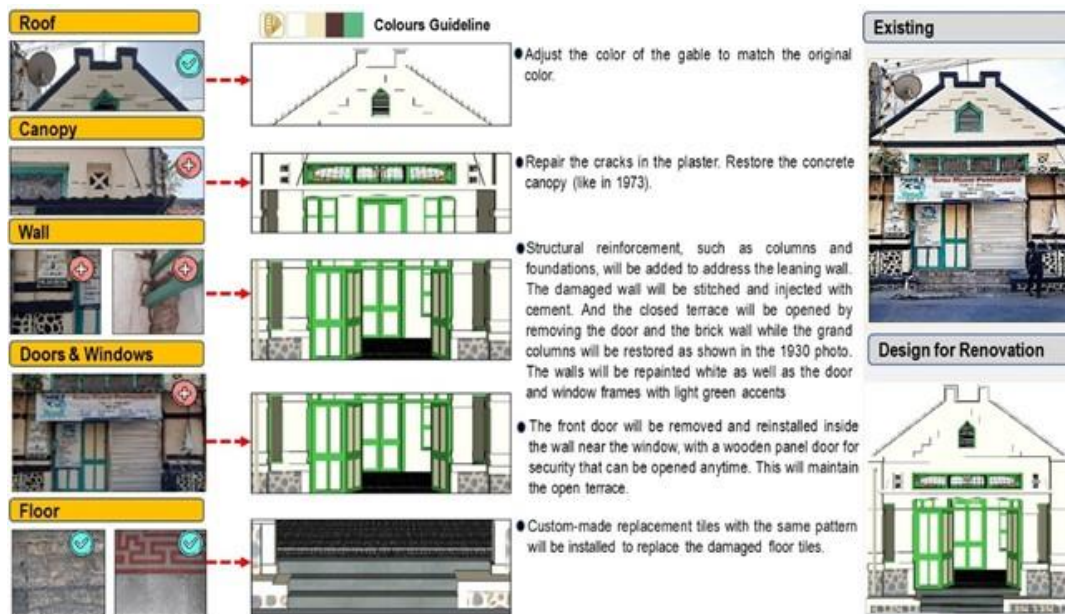 Roof
Colours Guideline
Adjust the color of the gable to match the original
color.
Existing
Canopy
Repair the cracks in the plaster. Restore the concrete
canopy (like in 1973).
Wall
Structural reinforcement, such as columns and
foundations, will be added to address the leaning wall.
The damaged wall will be stitched and injected with
cement. And the closed terrace will be opened by
removing the door and the brick wall while the grand
columns will be restored as shown in the 1930 photo.
The walls will be repainted white as well as the door
and window frames with light green accents
Design for Renovation
Doors & Windows
The front door will be removed and reinstalled inside
the wall near the window, with a wooden panel door for
security that can be opened anytime. This will maintain
the open terrace.
Floor
Custom-made replacement tiles with the same pattern
will be installed to replace the damaged floor tiles.